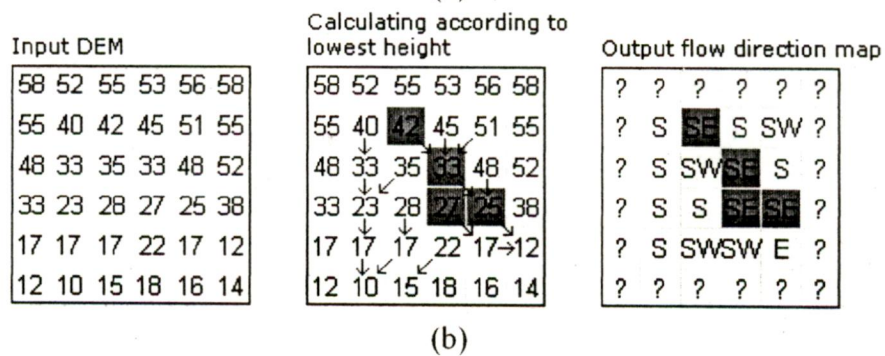 Input DEM
58 52 55 53 56 58
55 40 42 45 51 55
48 33 35 33 48 52
33 23 28 27 25 38
17 17 17 22 17 12
12 10 15 18 16 14
Calculating according to
lowest height
58 52 55 53 56 58
55 40 42 45 51 55
48 33 35 33 48 52
33 23 28 27 25 38
17 17 17 22 17 12
12 10 15 18 16 14
Output flow direction map
? ? ? ? ? ?
? S SE S SW ?
? S SW SE S ?
? S S SE SE ?
? S SW SW E ?
? ? ? ? ? ?
(b)